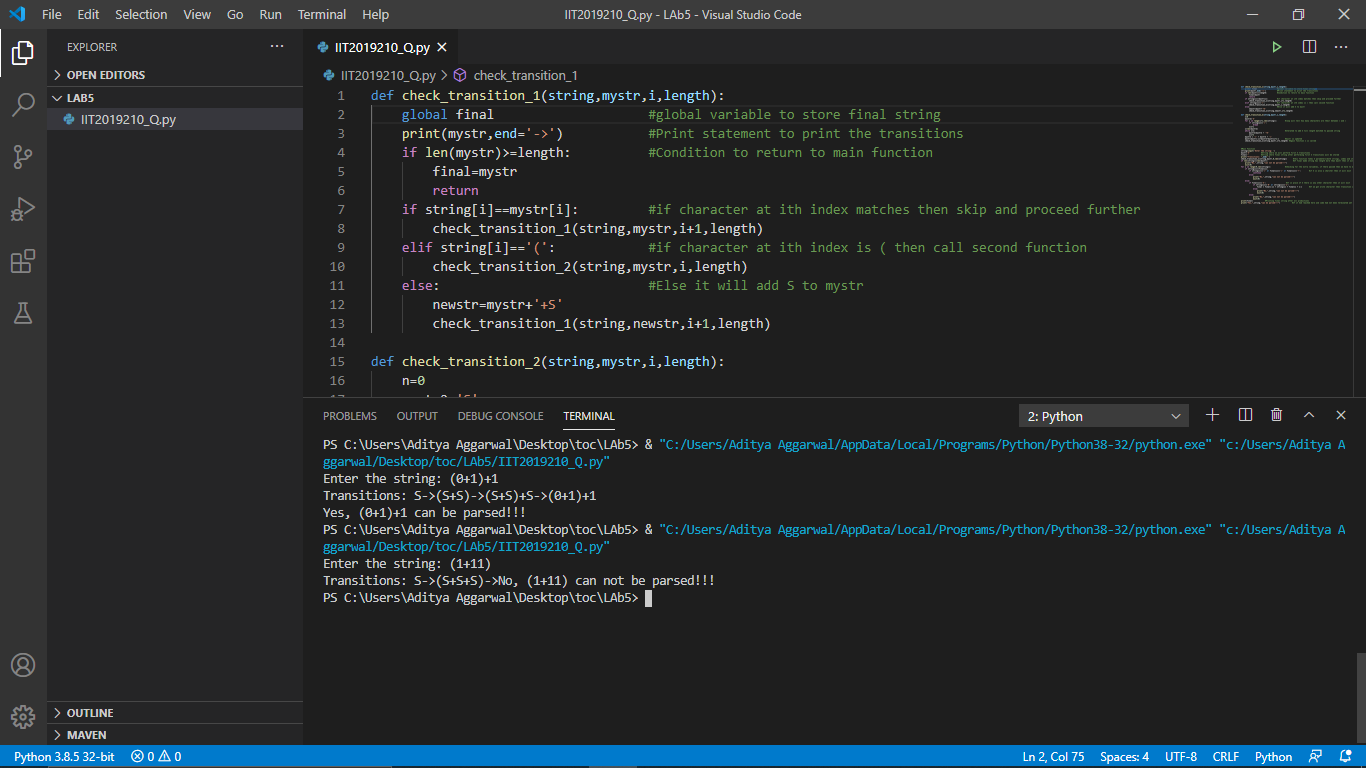 File Edit Selection View Go Run Terminal Help
IIT2019210_Q.py - LAb5 - Visual Studio Code
EXPLORER
OPEN EDITORS
LAB5
IIT2019210_Q.py
OUTLINE
MAVEN
IIT2019210_Q.py
IIT2019210_Q.py > check_transition_1
1 def check_transition_1(string,mystr,i,length):
2 global final #global variable to store final string
3 print(mystr,end='->') #Print statement to print the transitions
4 if len(mystr)>=length: #Condition to return to main function
5 final=mystr
6 return
7 if string[i]==mystr[i]: #if character at ith index matches then skip and proceed further
8 check_transition_1(string,mystr,i+1,length)
9 elif string[i]=='(': #if character at ith index is ( then call second function
10 check_transition_2(string,mystr,i,length)
11 else: #Else it will add S to mystr
12 newstr=mystr+'+S'
13 check_transition_1(string,newstr,i+1,length)
14
15 def check_transition_2(string,mystr,i,length):
16 n=0
PROBLEMS OUTPUT DEBUG CONSOLE TERMINAL
2: Python
PS C:\Users\Aditya Aggarwal\Desktop\toc\LAb5> & "C:/Users/Aditya Aggarwal/AppData/Local/Programs/Python/Python38-32/python.exe" "c:/Users/Aditya A
ggarwal/Desktop/toc/LAb5/IIT2019210_Q.py"
Enter the string: (0+1)+1
Transitions: S->(S+S)->(S+S)+S->(0+1)+1
Yes, (0+1)+1 can be parsed!!!
PS C:\Users\Aditya Aggarwal\Desktop\toc\LAb5> & "C:/Users/Aditya Aggarwal/AppData/Local/Programs/Python/Python38-32/python.exe" "c:/Users/Aditya A
ggarwal/Desktop/toc/LAb5/IIT2019210_Q.py"
Enter the string: (1+11)
Transitions: S->(S+S+S)->No, (1+11) can not be parsed!!!
PS C:\Users\Aditya Aggarwal\Desktop\toc\LAb5>
Python 3.8.5 32-bit 0 0
Ln 2, Col 75 Spaces: 4 UTF-8 CRLF Python